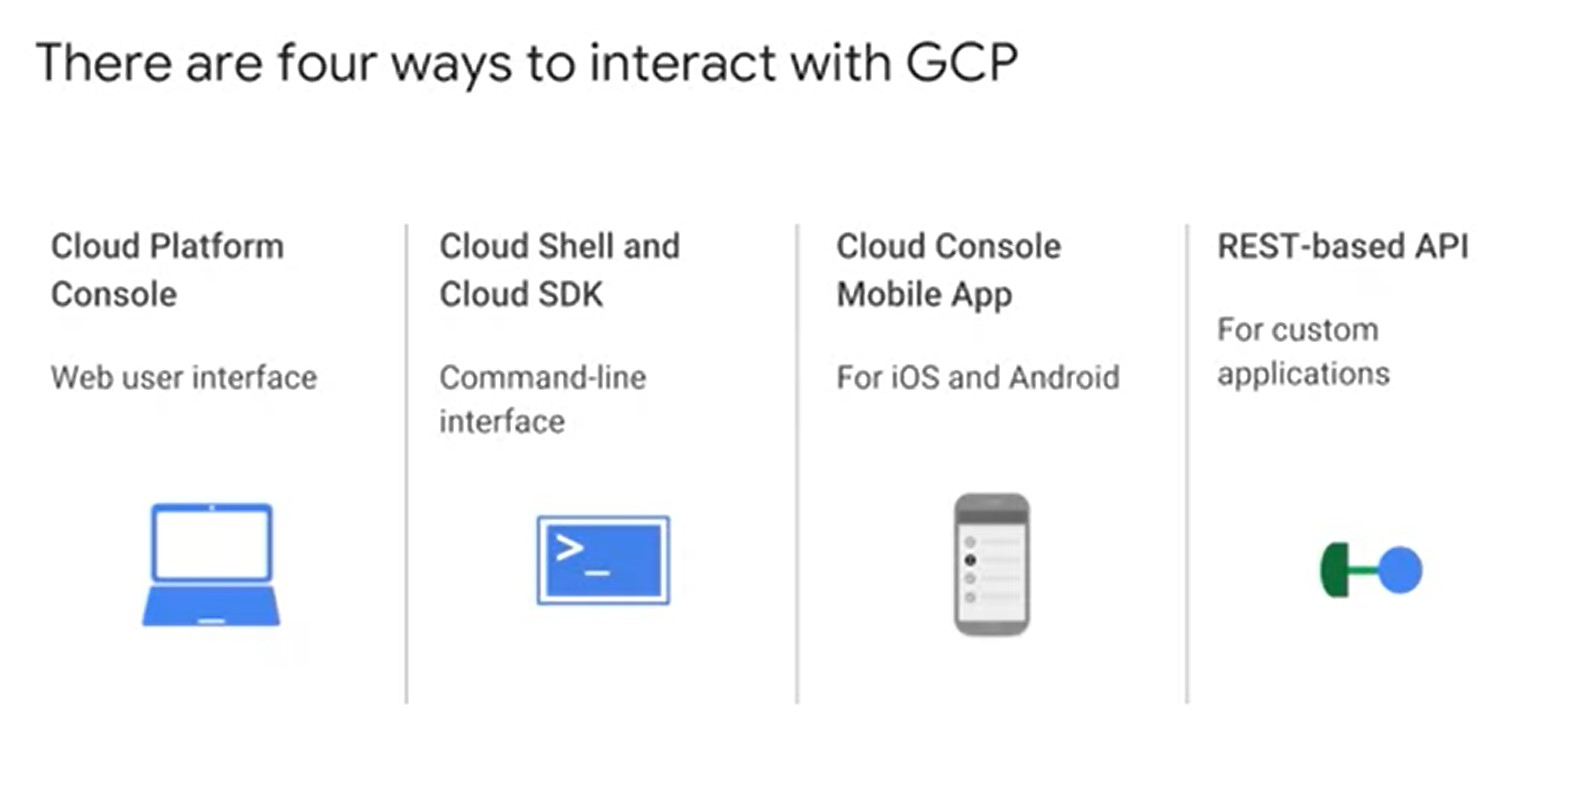 There are four ways to interact with GCP
Cloud Platform
Console
Web user interface
Cloud Shell and
Cloud SDK
Command-line
interface
>_
Cloud Console
Mobile App
For iOS and Android
REST-based API
For custom
applications